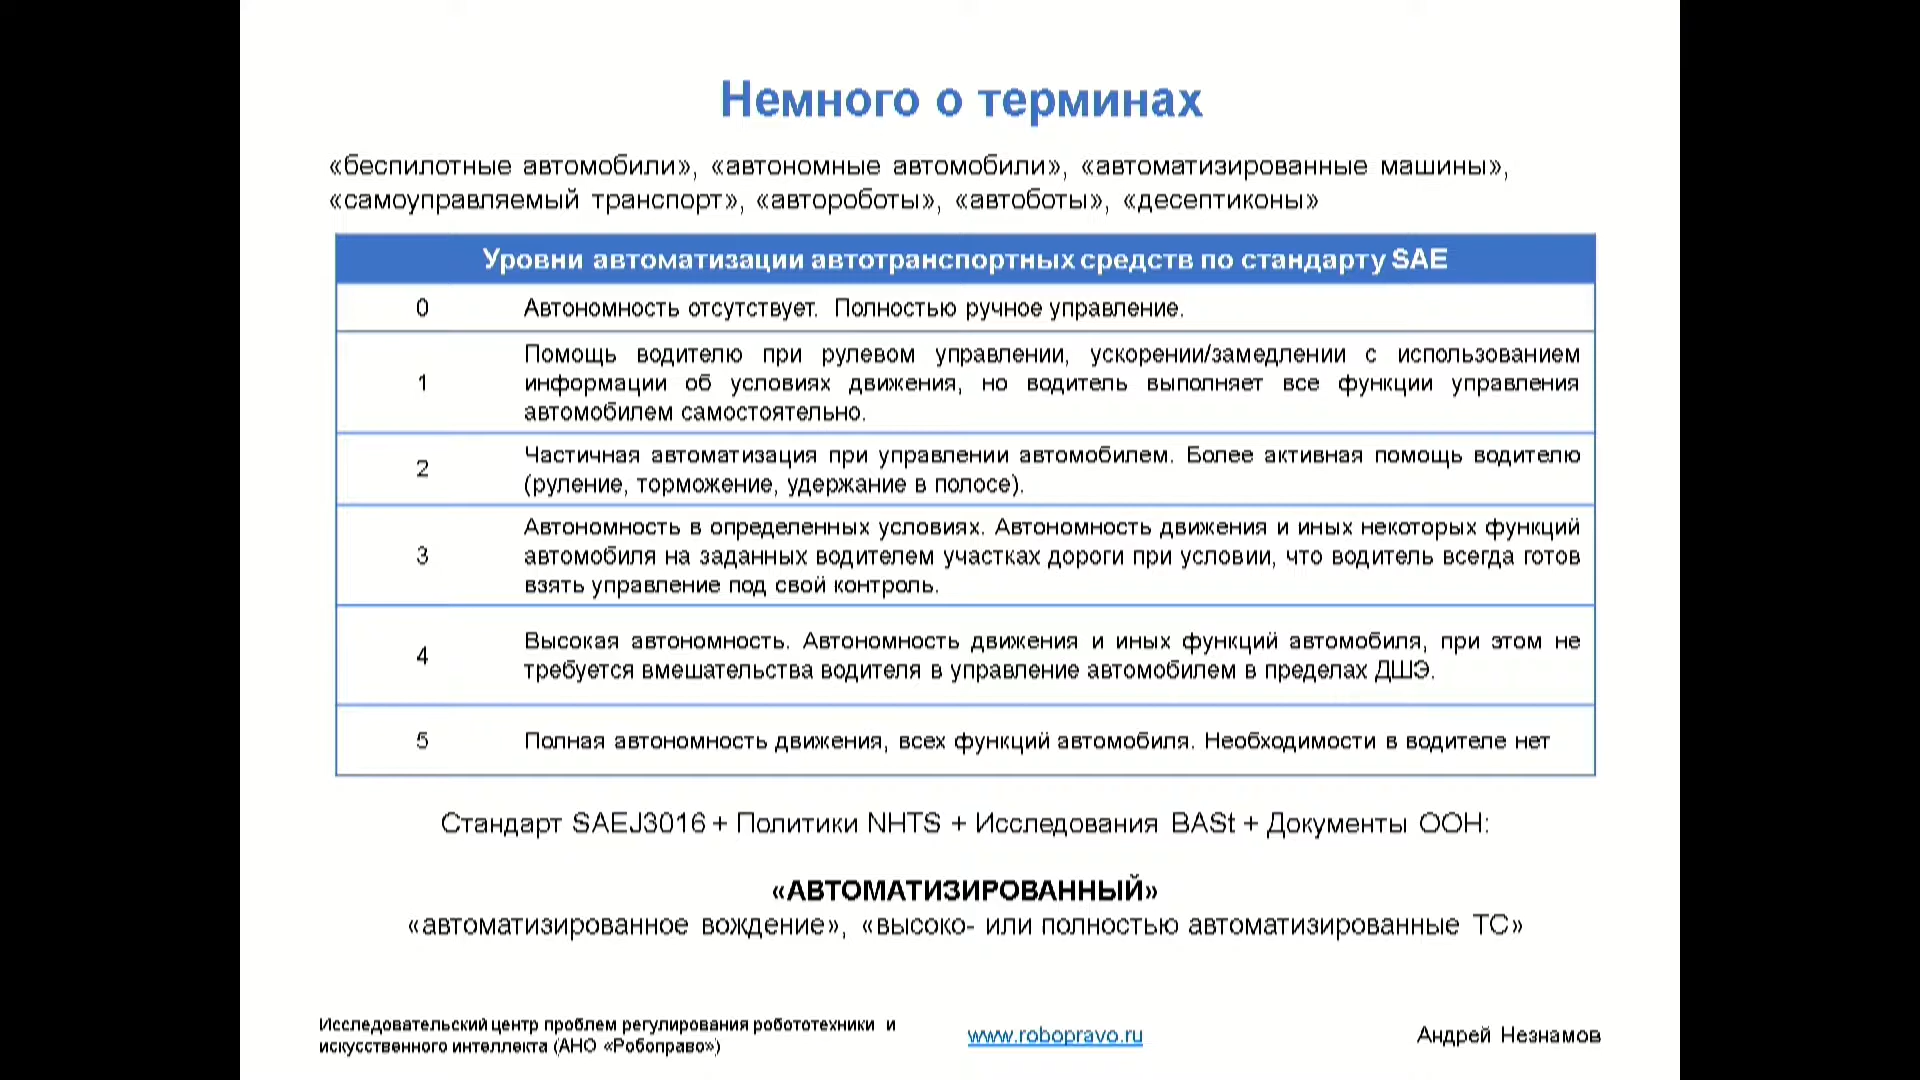 Немного о терминах
«беспилотные автомобили», «автономные автомобили», «автоматизированные машины»,
«самоуправляемый транспорт», «автороботы», «автоботы», «десептиконы»
Уровни автоматизации автотранспортных средств по стандарту SAE
0 Автономность отсутствует. Полностью ручное управление.
Помощь водителю при рулевом управлении, ускорении/замедлении с использованием
1 информации об условиях движения, но водитель выполняет все функции управления
автомобилем самостоятельно.
2 Частичная автоматизация при управлении автомобилем. Более активная помощь водителю
(руление, торможение, удержание в полосе).
Автономность в определенных условиях. Автономность движения и иных некоторых функций
3 автомобиля на заданных водителем участках дороги при условии, что водитель всегда готов
взять управление под свой контроль.
4 Высокая автономность. Автономность движения и иных функций автомобиля, при этом не
требуется вмешательства водителя в управление автомобилем в пределах ДШЭ.
5 Полная автономность движения, всех функций автомобиля. Необходимости в водителе нет
Стандарт SAEJ3016 + Политики NHTS + Исследования BASt + Документы ООН:
«АВТОМАТИЗИРОВАННЫЙ»
«автоматизированное вождение», «высоко- или полностью автоматизированные ТС»
Исследовательский центр проблем регулирования робототехники и
искусственного интеллекта (АНО «Робоправо»)
www.robopravo.ru
Андрей Незнамов